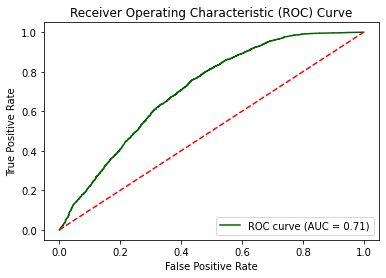 Receiver Operating Characteristic (ROC) Curve
1.0
0.8
0.6
0.4
0.2
0.0
True Positive Rate
ROC curve (AUC = 0.71)
0.0 0.2 0.4 0.6 0.8 1.0
False Positive Rate